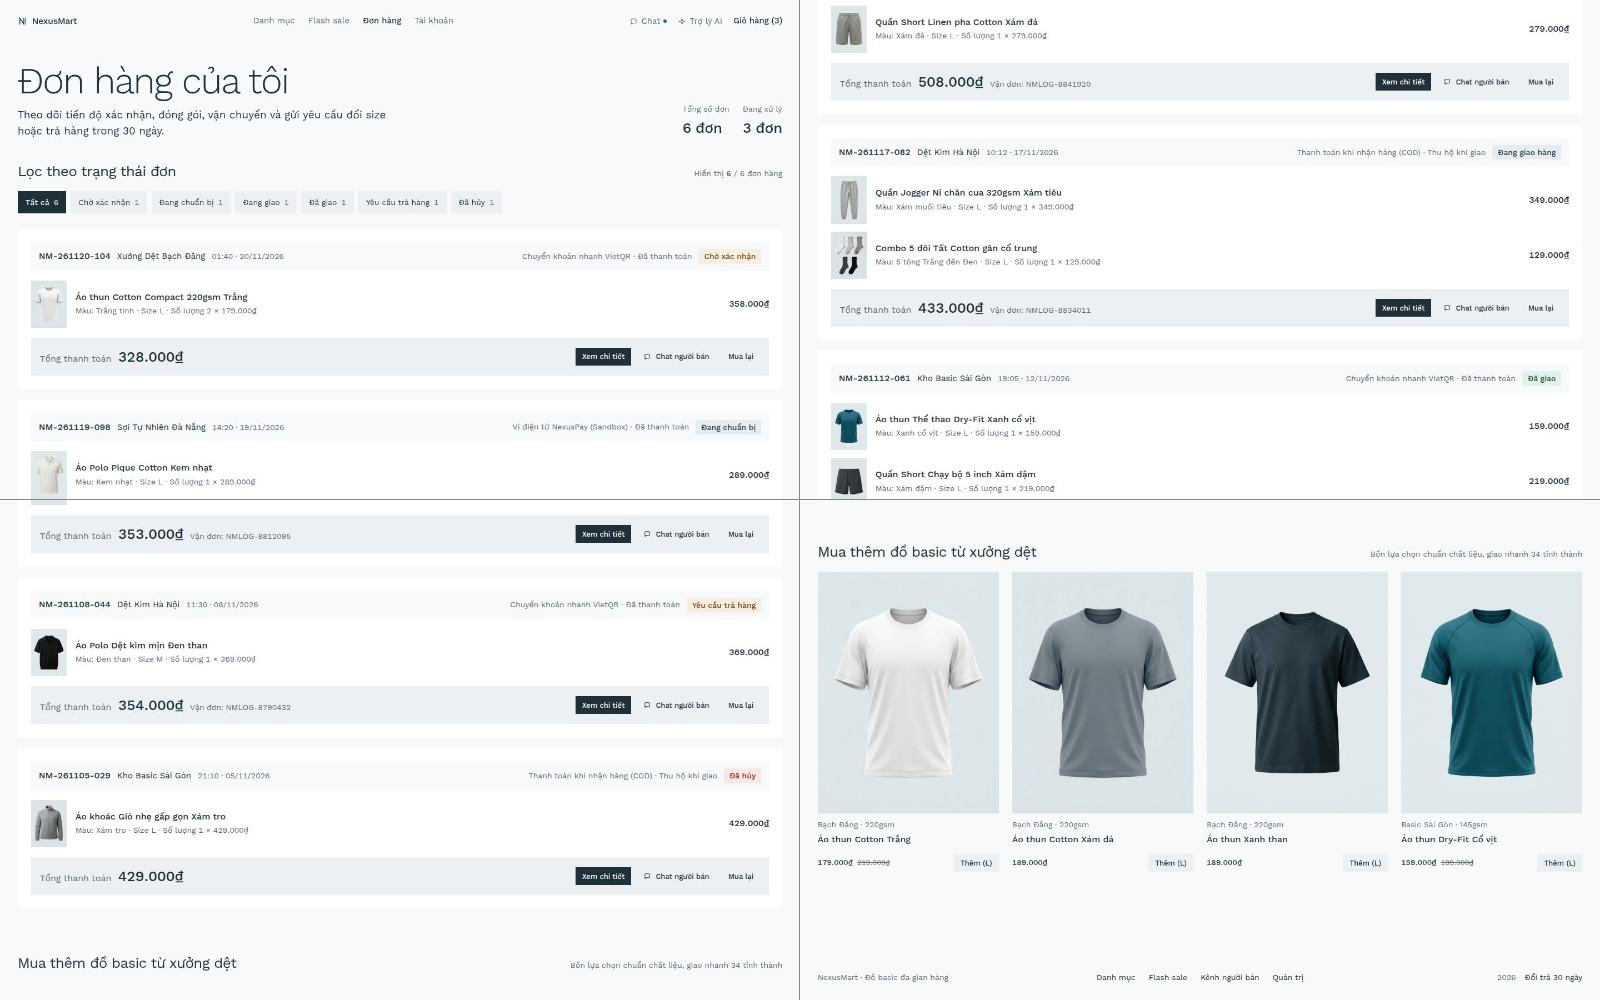 NexusMart
Danh mục Flash sale Đơn hàng Tài khoản
Chat Trợ lý AI Giỏ hàng (3)
Đơn hàng của tôi
Theo dõi tiến độ xác nhận, đóng gói, vận chuyển và gửi yêu cầu đổi size
hoặc trả hàng trong 30 ngày.
Tổng số đơn Đang xử lý
6 đơn 3 đơn
Lọc theo trạng thái đơn
Hiển thị 6 / 6 đơn hàng
Tất cả 6 Chờ xác nhận 1 Đang chuẩn bị 1 Đang giao 1 Đã giao 1 Yêu cầu trả hàng 1 Đã hủy 1
NM-261120-104 Xưởng Dệt Bạch Đằng 01:40 · 20/11/2026 Chuyển khoản nhanh VietQR · Đã thanh toán Chờ xác nhận
Áo thun Cotton Compact 220gsm Trắng
Màu: Trắng tinh · Size L · Số lượng 2 × 179.000₫
358.000₫
Tổng thanh toán 328.000₫ Xem chi tiết Chat người bán Mua lại
NM-261119-098 Sợi Tự Nhiên Đà Nẵng 14:20 · 19/11/2026 Ví điện tử NexusPay (Sandbox) · Đã thanh toán Đang chuẩn bị
Áo Polo Pique Cotton Kem nhạt
Màu: Kem nhạt · Size L · Số lượng 1 × 289.000₫
289.000₫
Quần Short Linen pha Cotton Xám đá
Màu: Xám đá · Size L · Số lượng 1 × 279.000₫
279.000₫
Tổng thanh toán 508.000₫ Vận đơn: NMLOG-8841920 Xem chi tiết Chat người bán Mua lại
NM-261117-082 Dệt Kim Hà Nội 10:12 · 17/11/2026 Thanh toán khi nhận hàng (COD) · Thu hộ khi giao Đang giao hàng
Quần Jogger Nỉ chân cua 320gsm Xám tiêu
Màu: Xám muối tiêu · Size L · Số lượng 1 × 349.000₫
349.000₫
Combo 5 đôi Tất Cotton gân cổ trung
Màu: 5 tông Trắng đến Đen · Size L · Số lượng 1 × 129.000₫
129.000₫
Tổng thanh toán 433.000₫ Vận đơn: NMLOG-8834011 Xem chi tiết Chat người bán Mua lại
NM-261112-061 Kho Basic Sài Gòn 19:05 · 12/11/2026 Chuyển khoản nhanh VietQR · Đã thanh toán Đã giao
Áo thun Thể thao Dry-Fit Xanh cổ vịt
Màu: Xanh cổ vịt · Size L · Số lượng 1 × 159.000₫
159.000₫
Quần Short Chạy bộ 5 inch Xám đậm
Màu: Xám đậm · Size L · Số lượng 1 × 219.000₫
219.000₫
Tổng thanh toán 353.000₫ Vận đơn: NMLOG-8812095 Xem chi tiết Chat người bán Mua lại
NM-261108-044 Dệt Kim Hà Nội 11:30 · 08/11/2026 Chuyển khoản nhanh VietQR · Đã thanh toán Yêu cầu trả hàng
Áo Polo Dệt kim mịn Đen than
Màu: Đen than · Size M · Số lượng 1 × 369.000₫
369.000₫
Tổng thanh toán 354.000₫ Vận đơn: NMLOG-8790432 Xem chi tiết Chat người bán Mua lại
NM-261105-029 Kho Basic Sài Gòn 21:10 · 05/11/2026 Thanh toán khi nhận hàng (COD) · Thu hộ khi giao Đã hủy
Áo khoác Gió nhẹ gấp gọn Xám tro
Màu: Xám tro · Size L · Số lượng 1 × 429.000₫
429.000₫
Tổng thanh toán 429.000₫ Xem chi tiết Chat người bán Mua lại
Mua thêm đồ basic từ xưởng dệt
Bốn lựa chọn chuẩn chất liệu, giao nhanh 34 tỉnh thành
Mua thêm đồ basic từ xưởng dệt
Bốn lựa chọn chuẩn chất liệu, giao nhanh 34 tỉnh thành
Bạch Đằng · 220gsm
Áo thun Cotton Trắng
179.000₫ 219.000₫ Thêm (L)
Bạch Đằng · 220gsm
Áo thun Cotton Xám đá
189.000₫ Thêm (L)
Bạch Đằng · 220gsm
Áo thun Xanh than
189.000₫ Thêm (L)
Basic Sài Gòn · 145gsm
Áo thun Dry-Fit Cổ vịt
159.000₫ 199.000₫ Thêm (L)
NexusMart · Đồ basic đa gian hàng
Danh mục Flash sale Kênh người bán Quản trị
2026 Đổi trả 30 ngày